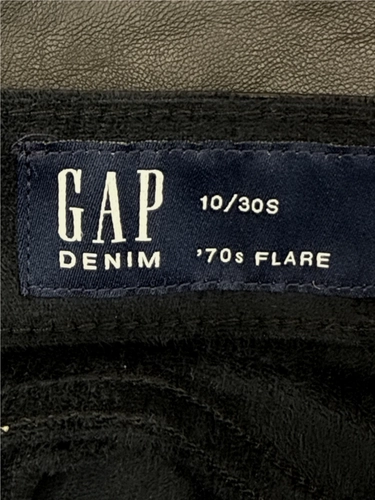 GAP
DENIM
10/30S
'70s FLARE